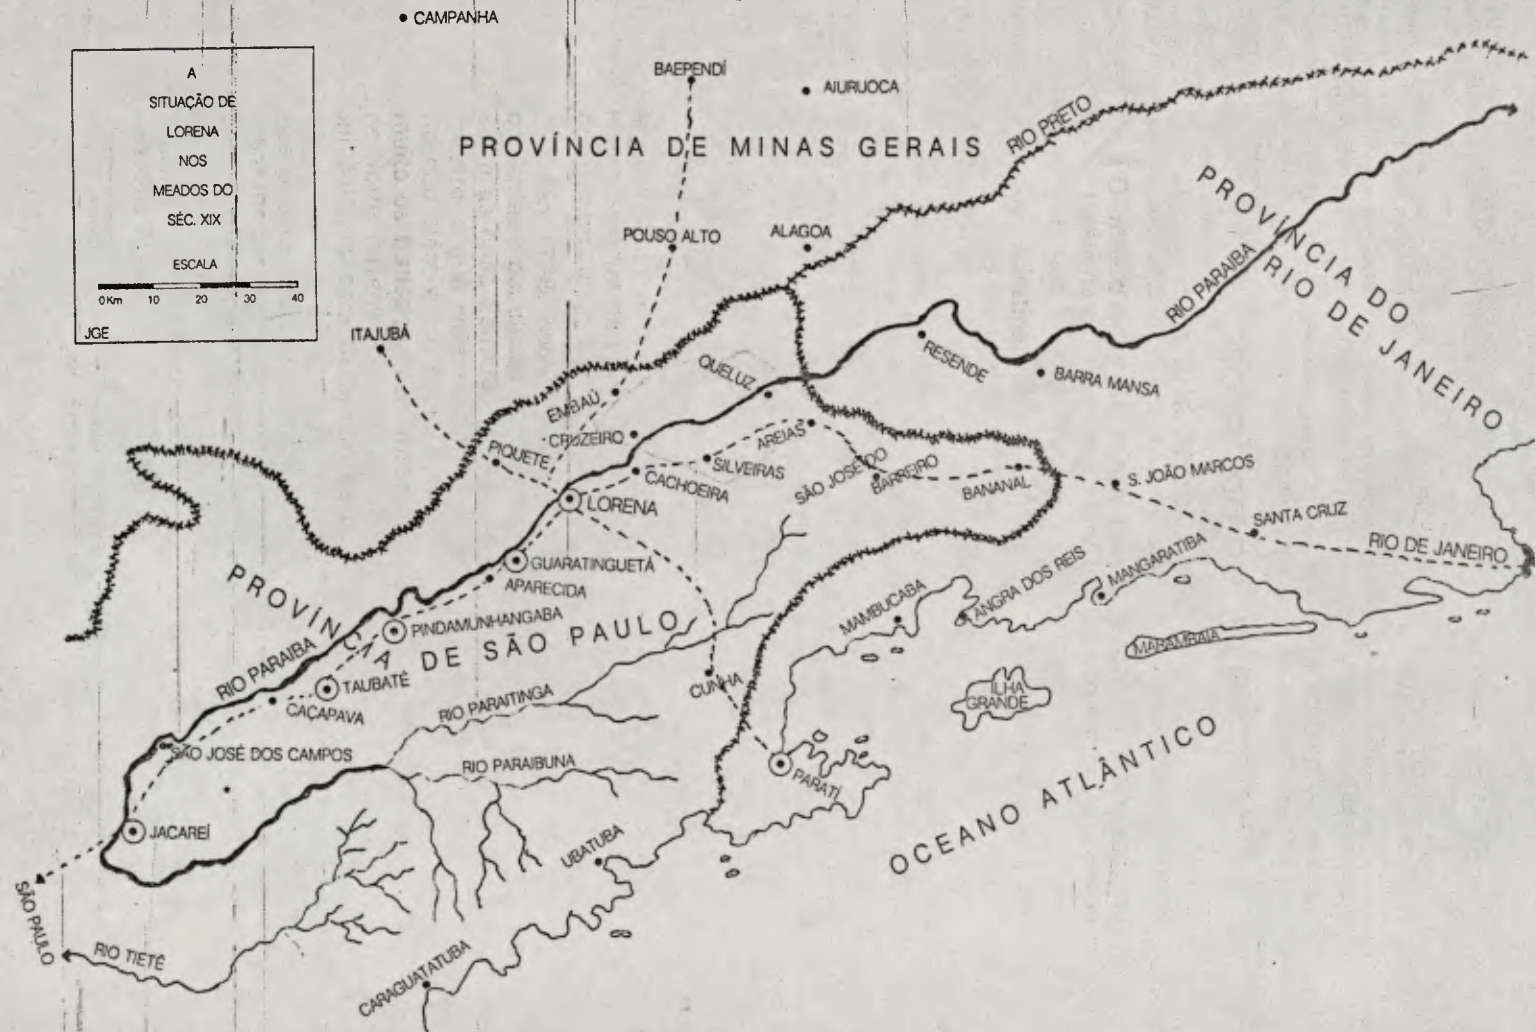 CAMPANHA
A
SITUAÇÃO DE
LORENA
NOS
MEADOS DO
SÉC. XIX
ESCALA
0 Km 10 20 30 40
JGE
BAEPENDÍ
AIURUOCA
PROVÍNCIA DE MINAS GERAIS
RIO PRETO
POUSO ALTO
ALAGOA
PROVÍNCIA DO
RIO DE JANEIRO
RIO PARAIBA
ITAJUBÁ
QUELUZ
RESENDE
BARRA MANSA
EMBAÚ
CRUZEIRO
PIQUETE
AREIAS
SILVEIRAS
CACHOEIRA
SÃO JOSÉ DO
BARREIRO
BANANAL
S. JOÃO MARCOS
LORENA
SANTA CRUZ
RIO DE JANEIRO
GUARATINGUETÁ
APARECIDA
MANGARATIBA
ANGRA DOS REIS
MAMBUCABA
PINDAMUNHANGABA
PROVÍNCIA
DE SÃO PAULO
MARAMBAIA
RIO PARAIBA
TAUBATÉ
CAÇAPAVA
CUNHA
ILHA
GRANDE
RIO PARAITINGA
SÃO JOSÉ DOS CAMPOS
RIO PARAIBUNA
PARATÍ
OCEANO ATLÂNTICO
JACAREÍ
UBATUBA
SÃO PAULO
RIO TIETÊ
CARAGUATATUBA